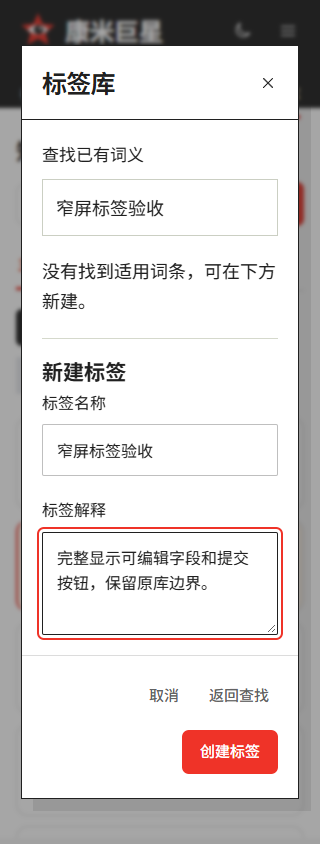 康米巨星
标签库
查找已有词义
窄屏标签验收
没有找到适用词条，可在下方
新建。
新建标签
标签名称
窄屏标签验收
标签解释
完整显示可编辑字段和提交
按钮，保留原库边界。
取消
返回查找
创建标签